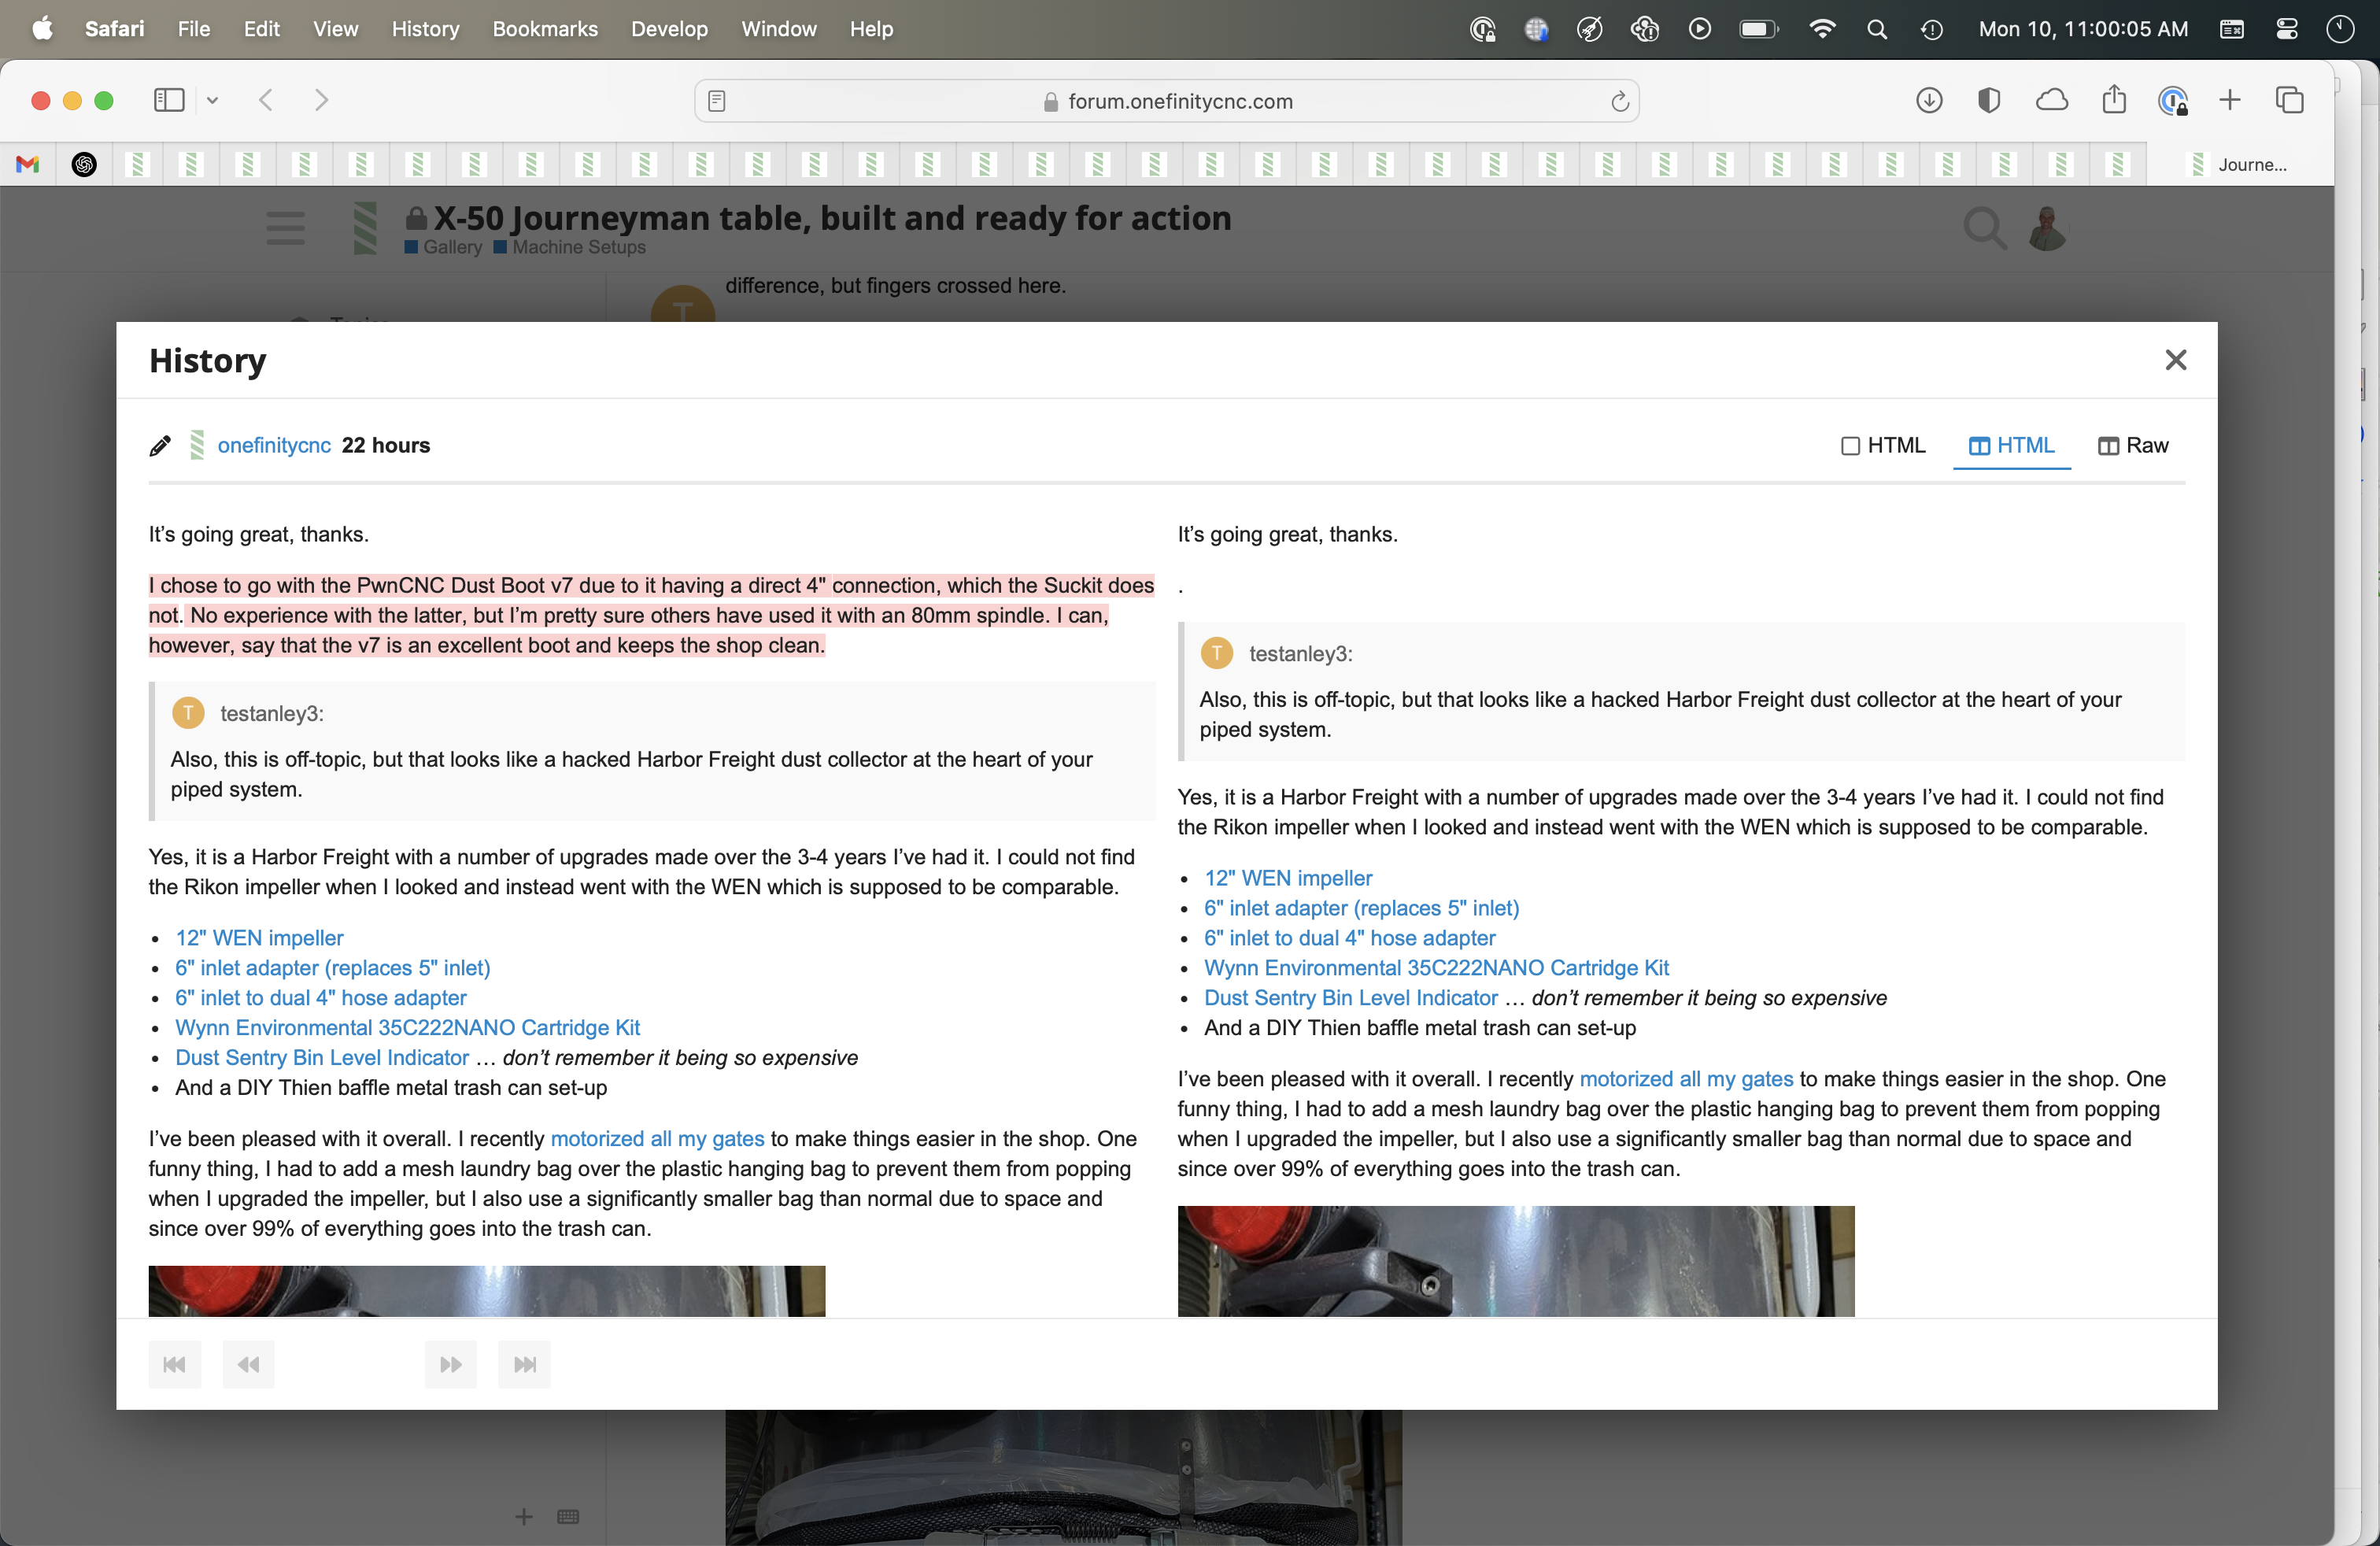 Safari File Edit View History Bookmarks Develop Window Help Mon 10, 11:00:05 AM
forum.onefinitycnc.com
Journe...
X-50 Journeyman table, built and ready for action
Gallery Machine Setups
difference, but fingers crossed here.
T
History
onefinitycnc 22 hours
HTML HTML Raw
It’s going great, thanks.
I chose to go with the PwnCNC Dust Boot v7 due to it having a direct 4" connection, which the Suckit does
not. No experience with the latter, but I’m pretty sure others have used it with an 80mm spindle. I can,
however, say that the v7 is an excellent boot and keeps the shop clean.
T testanley3:
Also, this is off-topic, but that looks like a hacked Harbor Freight dust collector at the heart of your
piped system.
Yes, it is a Harbor Freight with a number of upgrades made over the 3-4 years I’ve had it. I could not find
the Rikon impeller when I looked and instead went with the WEN which is supposed to be comparable.
• 12" WEN impeller
• 6" inlet adapter (replaces 5" inlet)
• 6" inlet to dual 4" hose adapter
• Wynn Environmental 35C222NANO Cartridge Kit
• Dust Sentry Bin Level Indicator … don’t remember it being so expensive
• And a DIY Thien baffle metal trash can set-up
I’ve been pleased with it overall. I recently motorized all my gates to make things easier in the shop. One
funny thing, I had to add a mesh laundry bag over the plastic hanging bag to prevent them from popping
when I upgraded the impeller, but I also use a significantly smaller bag than normal due to space and
since over 99% of everything goes into the trash can.
It’s going great, thanks.
.
T testanley3:
Also, this is off-topic, but that looks like a hacked Harbor Freight dust collector at the heart of your
piped system.
Yes, it is a Harbor Freight with a number of upgrades made over the 3-4 years I’ve had it. I could not find
the Rikon impeller when I looked and instead went with the WEN which is supposed to be comparable.
• 12" WEN impeller
• 6" inlet adapter (replaces 5" inlet)
• 6" inlet to dual 4" hose adapter
• Wynn Environmental 35C222NANO Cartridge Kit
• Dust Sentry Bin Level Indicator … don’t remember it being so expensive
• And a DIY Thien baffle metal trash can set-up
I’ve been pleased with it overall. I recently motorized all my gates to make things easier in the shop. One
funny thing, I had to add a mesh laundry bag over the plastic hanging bag to prevent them from popping
when I upgraded the impeller, but I also use a significantly smaller bag than normal due to space and
since over 99% of everything goes into the trash can.